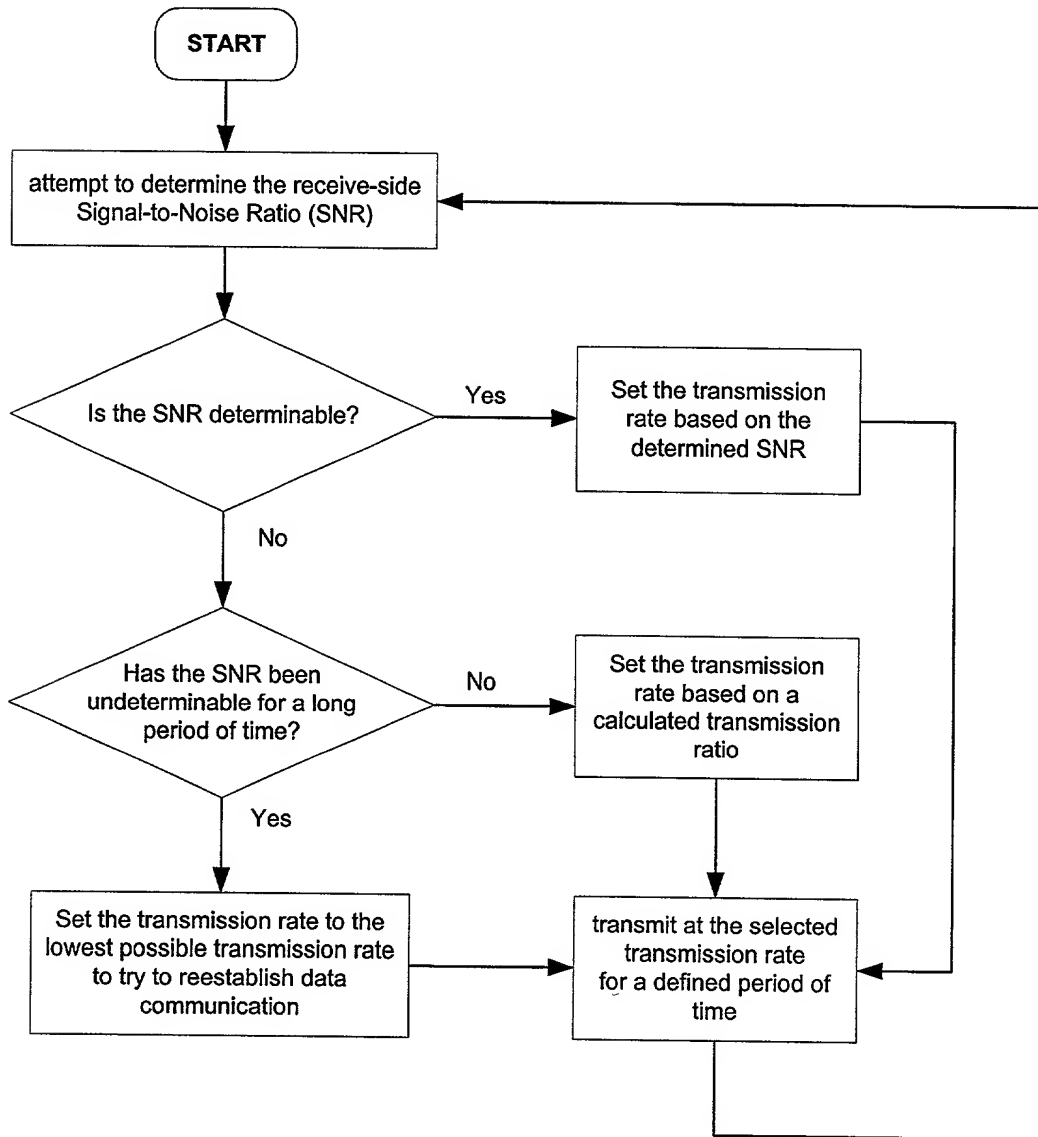 START
attempt to determine the receive-side
Signal-to-Noise Ratio (SNR)
Is the SNR determinable?
Yes
Set the transmission
rate based on the
determined SNR
No
Has the SNR been
undeterminable for a long
period of time?
No
Set the transmission
rate based on a
calculated transmission
ratio
Yes
Set the transmission rate to the
lowest possible transmission rate
to try to reestablish data
communication
transmit at the selected
transmission rate
for a defined period of
time